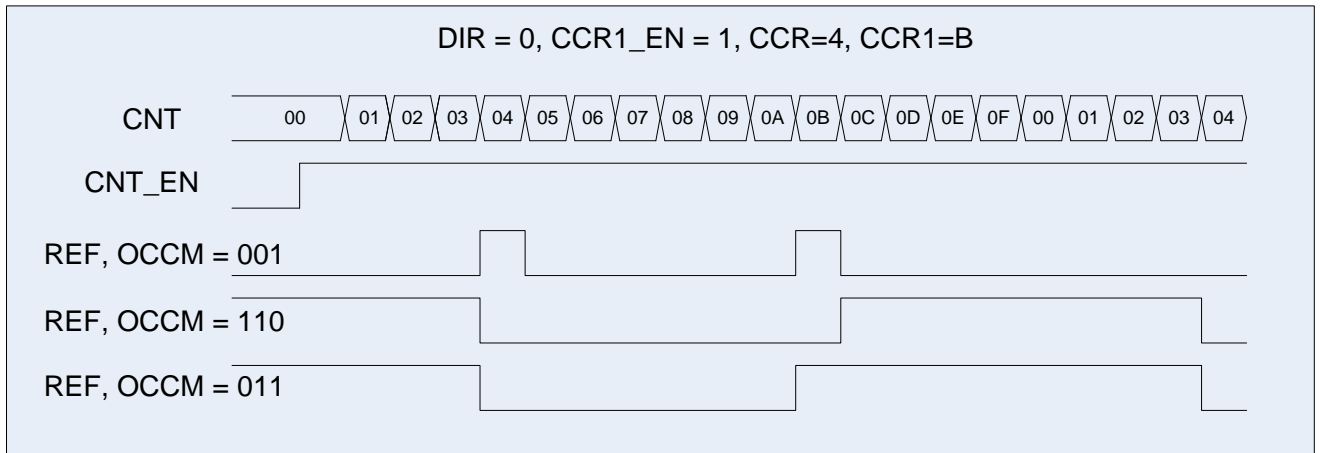 DIR = 0, CCR1_EN = 1, CCR=4, CCR1=B
CNT 00 01 02 03 04 05 06 07 08 09 0A 0B 0C 0D 0E 0F 00 01 02 03 04
CNT_EN
REF, OCCM = 001
REF, OCCM = 110
REF, OCCM = 011